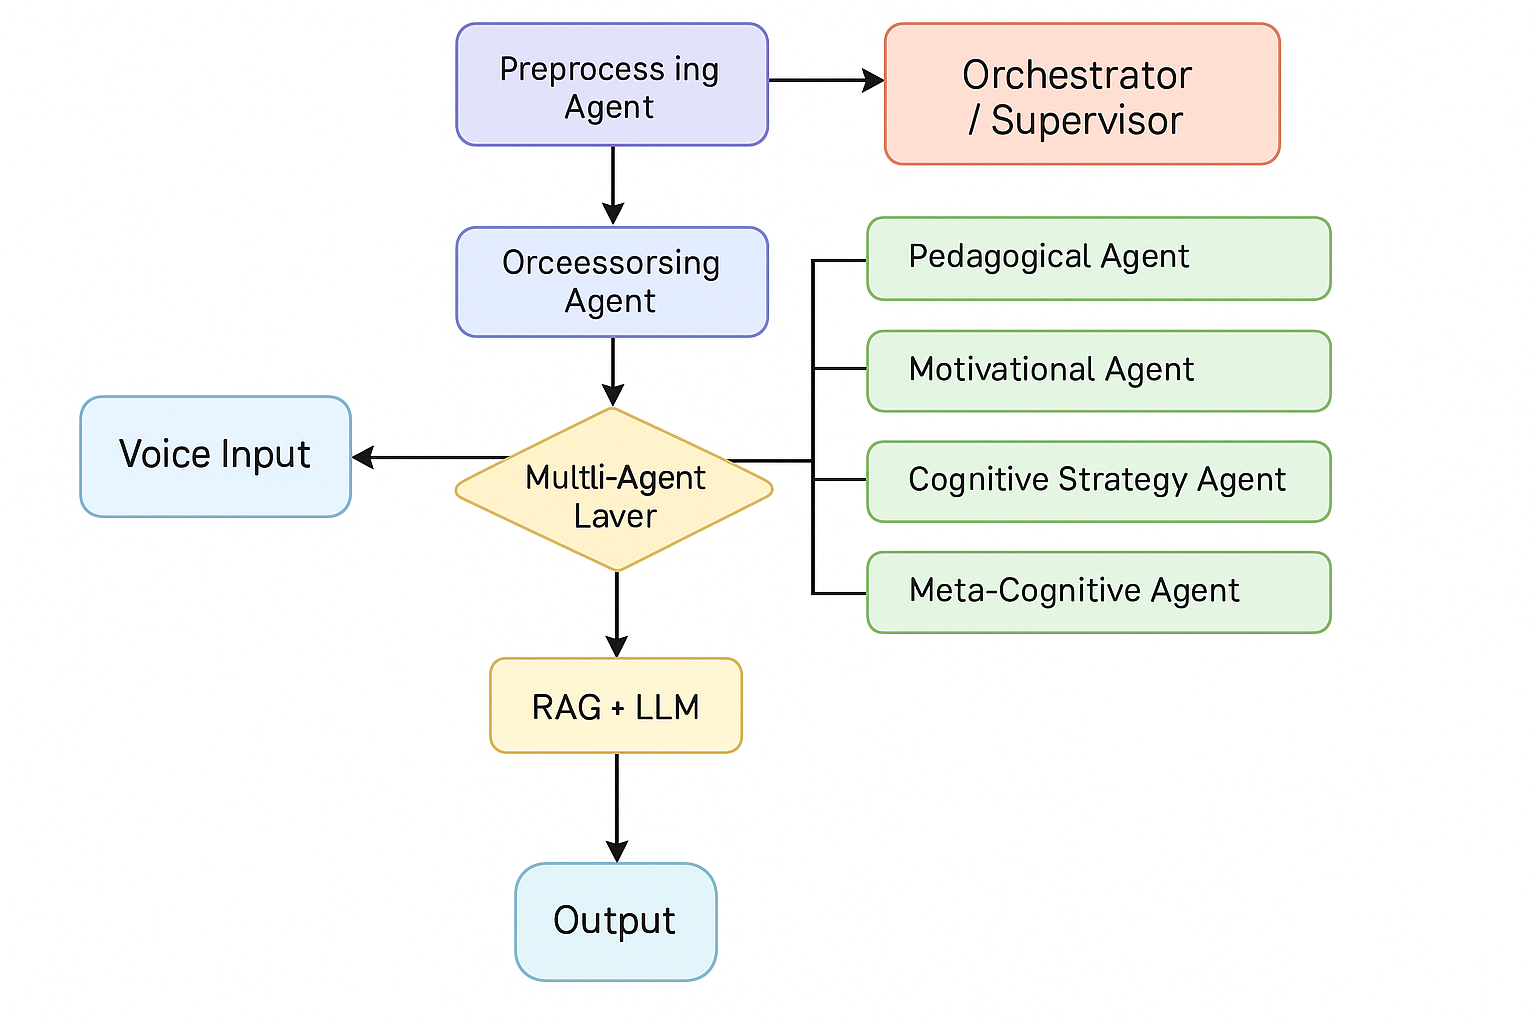 Preprocess ing
Agent
Orchestrator
/ Supervisor
Orceessorsing
Agent
Pedagogical Agent
Motivational Agent
Voice Input
Multli-Agent
Laver
Cognitive Strategy Agent
Meta-Cognitive Agent
RAG + LLM
Output